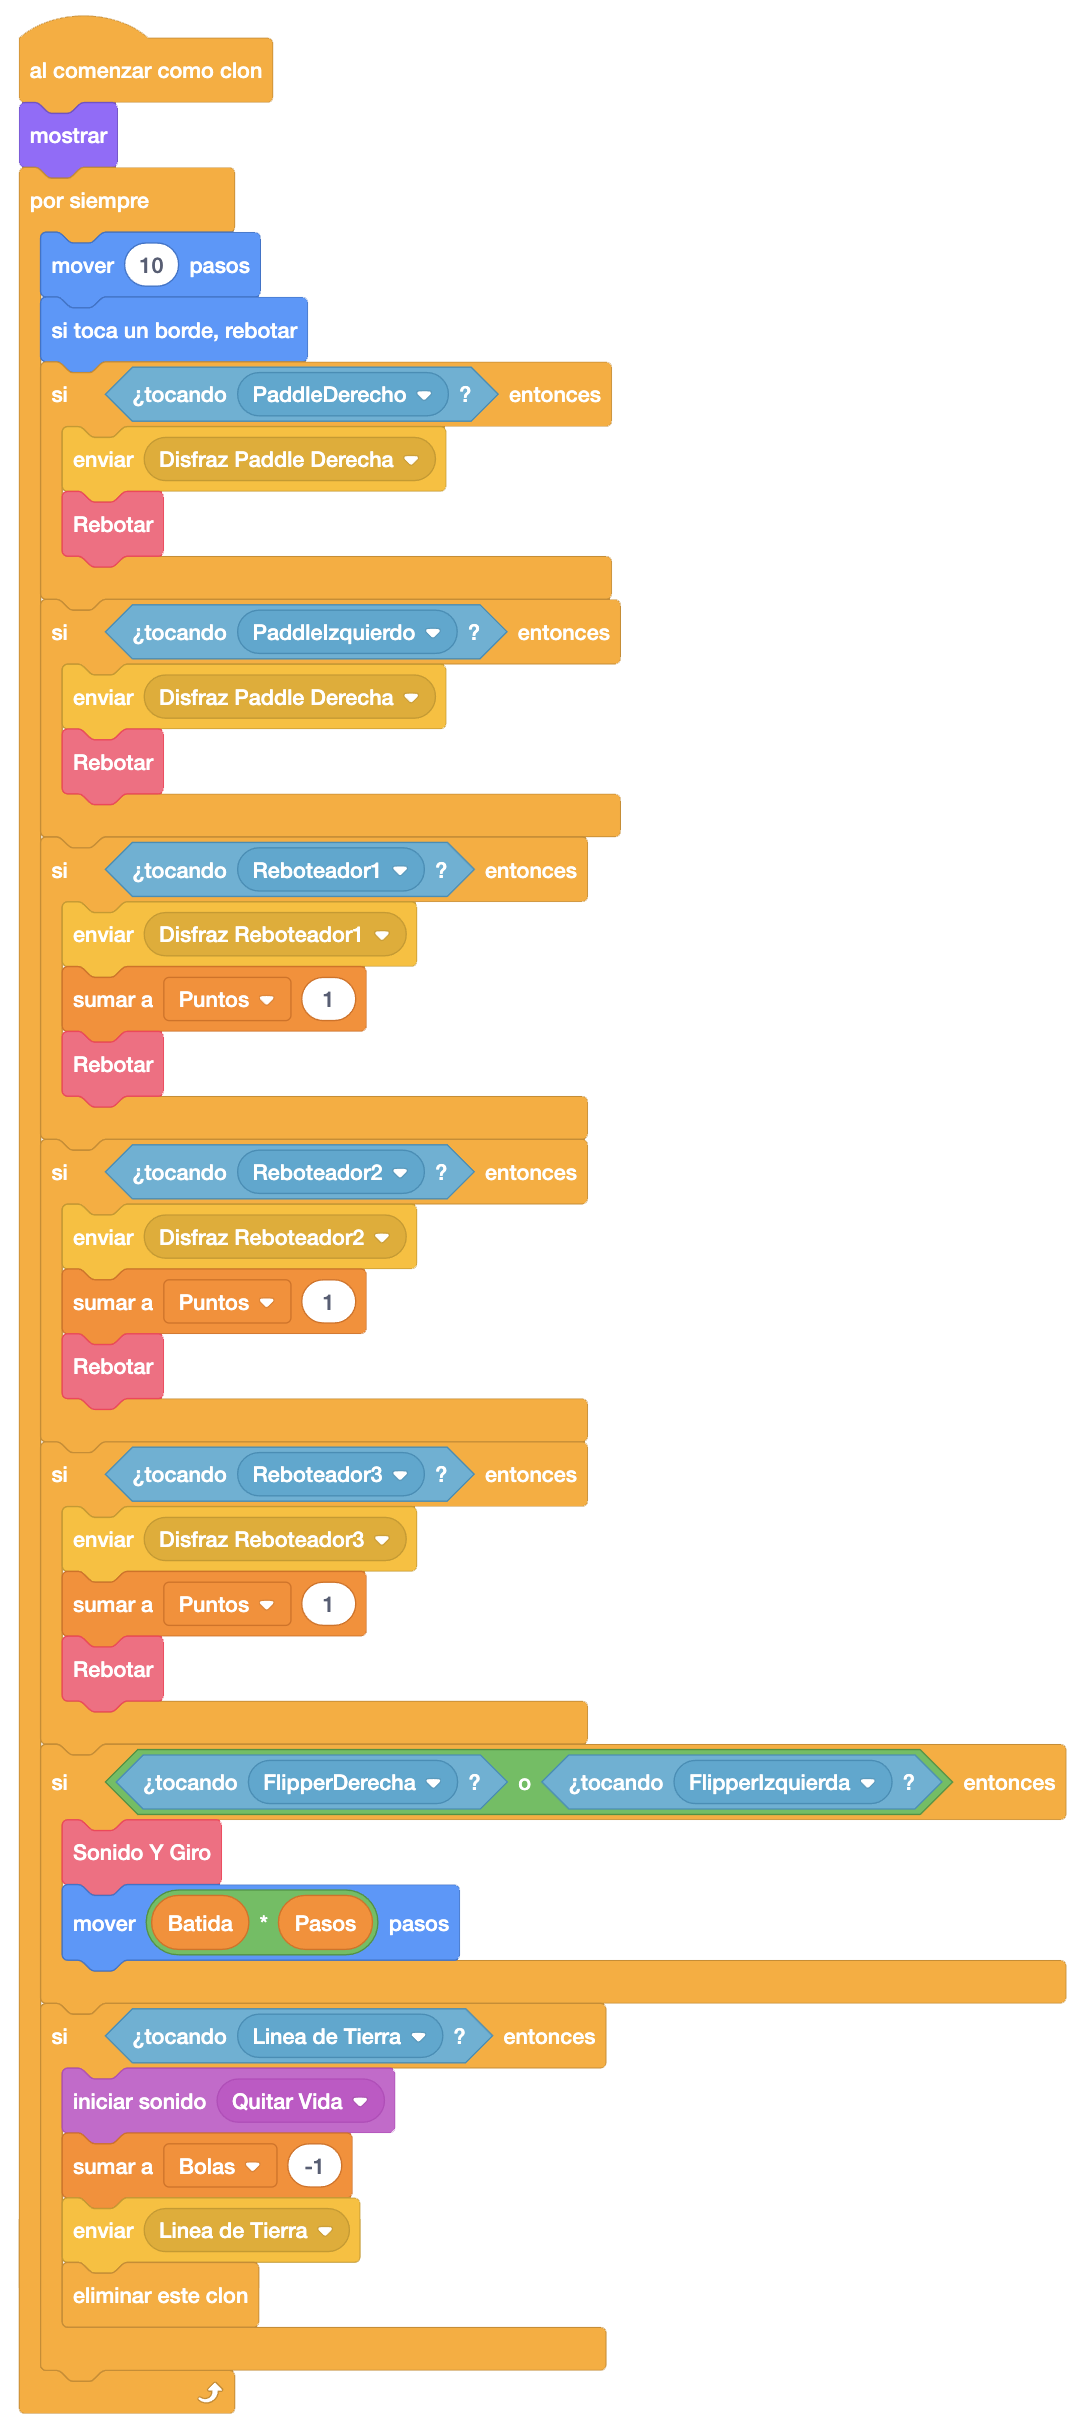 al comenzar como clon
mostrar
por siempre
mover 10 pasos
si toca un borde, rebotar
si ¿tocando PaddleDerecho ? entonces
enviar Disfraz Paddle Derecha
Rebotar
si ¿tocando PaddleIzquierdo ? entonces
enviar Disfraz Paddle Derecha
Rebotar
si ¿tocando Reboteador1 ? entonces
enviar Disfraz Reboteador1
sumar a Puntos 1
Rebotar
si ¿tocando Reboteador2 ? entonces
enviar Disfraz Reboteador2
sumar a Puntos 1
Rebotar
si ¿tocando Reboteador3 ? entonces
enviar Disfraz Reboteador3
sumar a Puntos 1
Rebotar
si ¿tocando FlipperDerecha ? o ¿tocando FlipperIzquierda ? entonces
Sonido Y Giro
mover Batida * Pasos pasos
si ¿tocando Linea de Tierra ? entonces
iniciar sonido Quitar Vida
sumar a Bolas -1
enviar Linea de Tierra
eliminar este clon